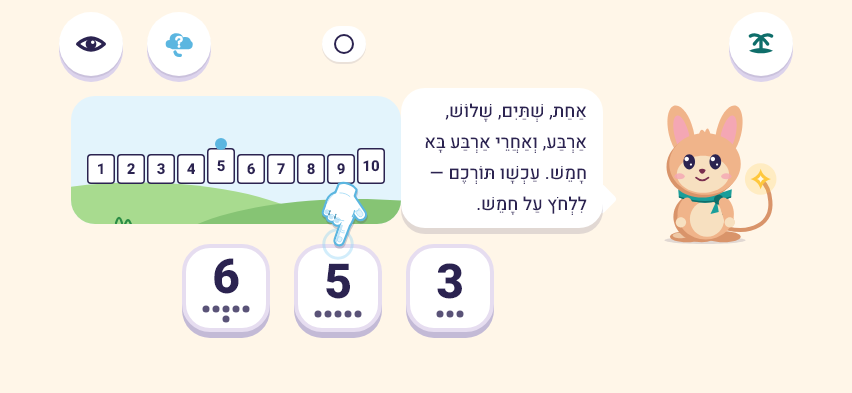 ?
1 2 3 4 5 6 7 8 9 10
אַחַת, שְׁתַּיִם, שָׁלוֹשׁ,
אַרְבַּע, וְאַחֲרֵי אַרְבַּע בָּא
חָמֵשׁ. עַכְשָׁו תּוֹרְכֶם –
לִלְחֹץ עַל חָמֵשׁ.
6 5 3